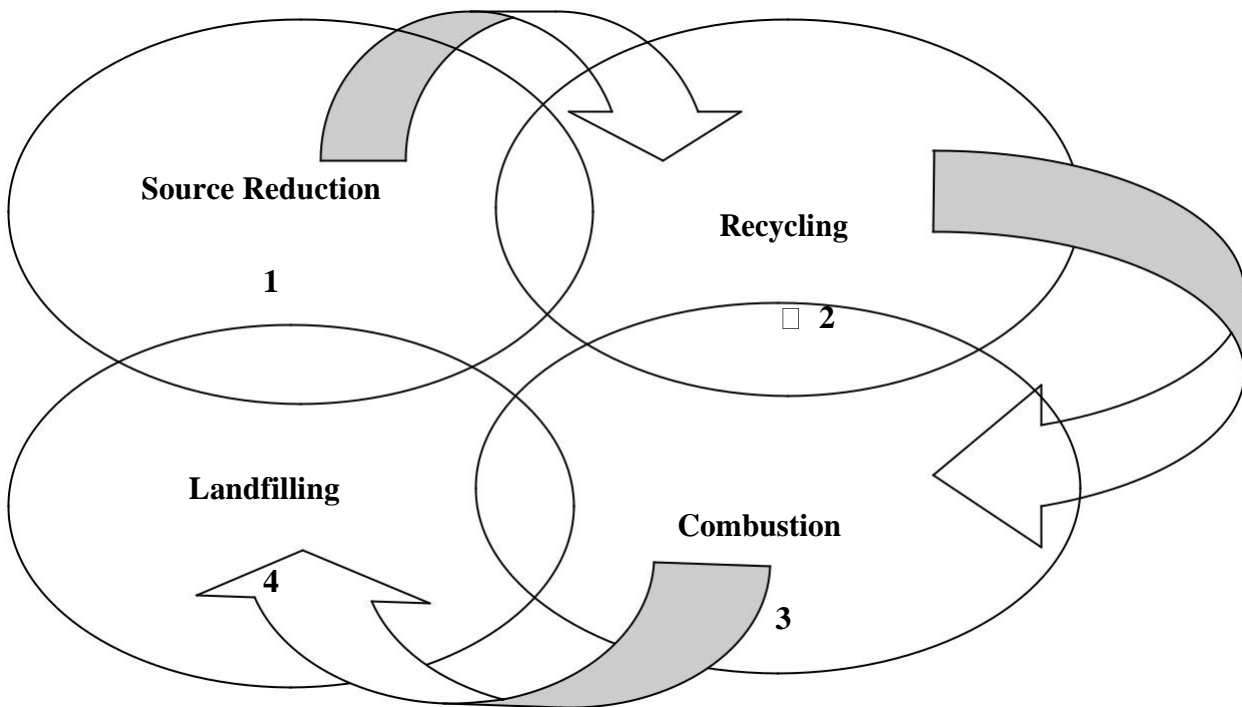 Source Reduction
1
Recycling
2
Landfilling
4
Combustion
3